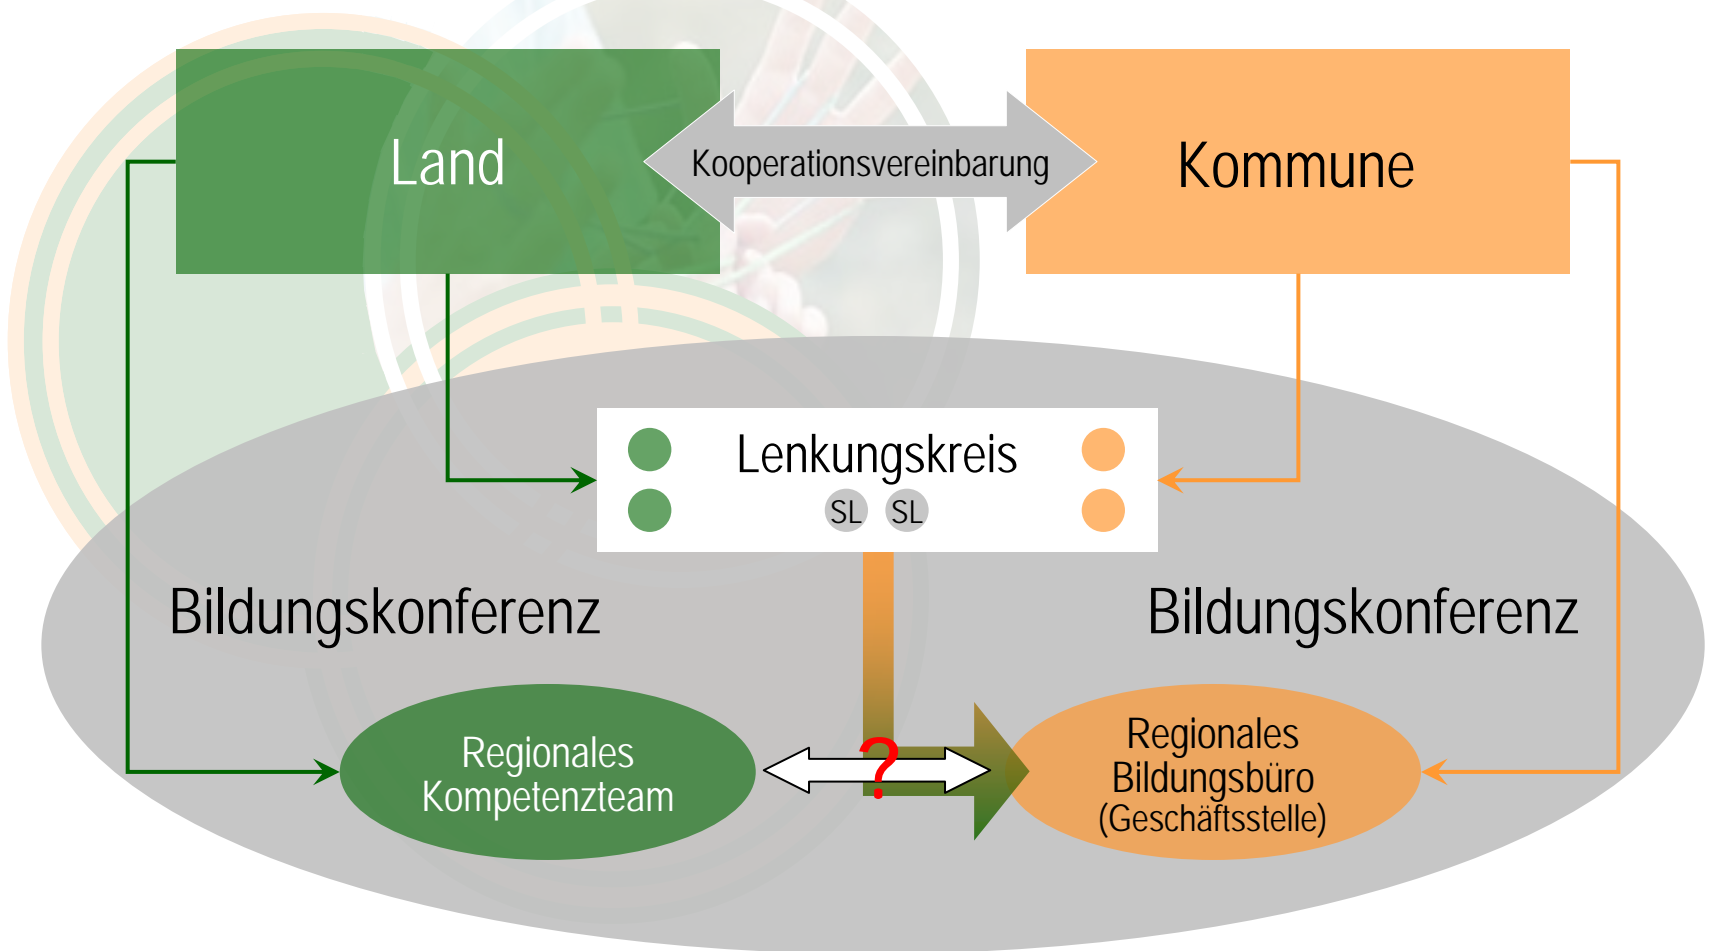 Land
Kooperationsvereinbarung
Kommune
Lenkungskreis
SL SL
Bildungskonferenz
Bildungskonferenz
Regionales
Kompetenzteam
?
Regionales
Bildungsbüro
(Geschäftsstelle)